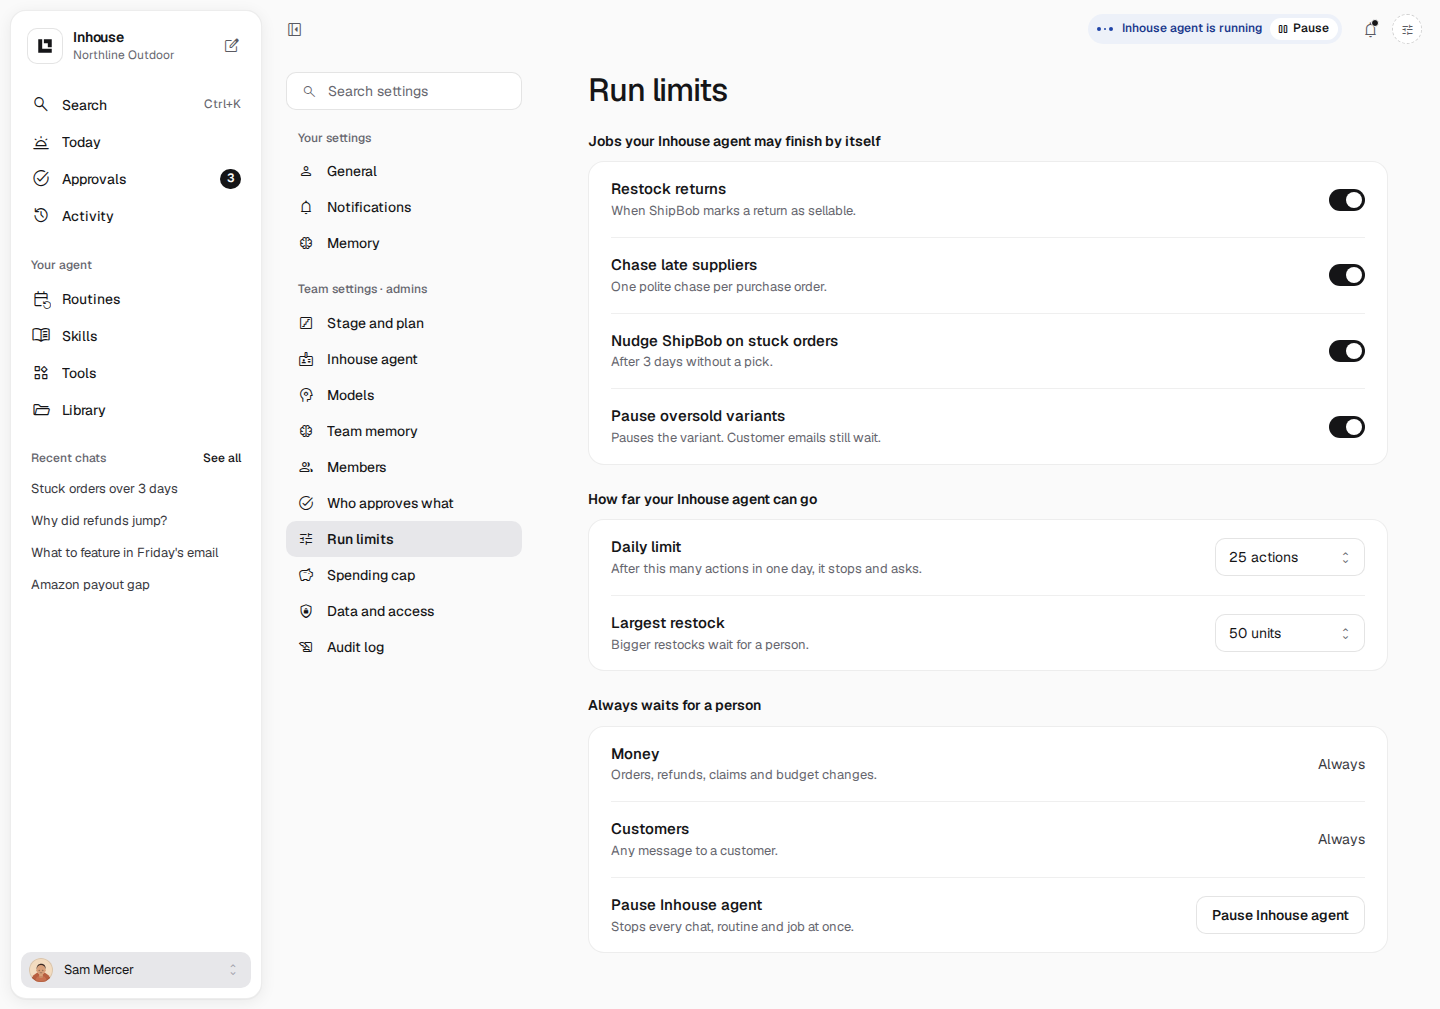 Inhouse
Northline Outdoor
Search Ctrl+K
Today
Approvals 3
Activity
Your agent
Routines
Skills
Tools
Library
Recent chats See all
Stuck orders over 3 days
Why did refunds jump?
What to feature in Friday's email
Amazon payout gap
Sam Mercer
Search settings
Your settings
General
Notifications
Memory
Team settings · admins
Stage and plan
Inhouse agent
Models
Team memory
Members
Who approves what
Run limits
Spending cap
Data and access
Audit log
Inhouse agent is running Pause
Run limits
Jobs your Inhouse agent may finish by itself
Restock returns
When ShipBob marks a return as sellable.
Chase late suppliers
One polite chase per purchase order.
Nudge ShipBob on stuck orders
After 3 days without a pick.
Pause oversold variants
Pauses the variant. Customer emails still wait.
How far your Inhouse agent can go
Daily limit
After this many actions in one day, it stops and asks.
25 actions
Largest restock
Bigger restocks wait for a person.
50 units
Always waits for a person
Money
Orders, refunds, claims and budget changes.
Always
Customers
Any message to a customer.
Always
Pause Inhouse agent
Stops every chat, routine and job at once.
Pause Inhouse agent